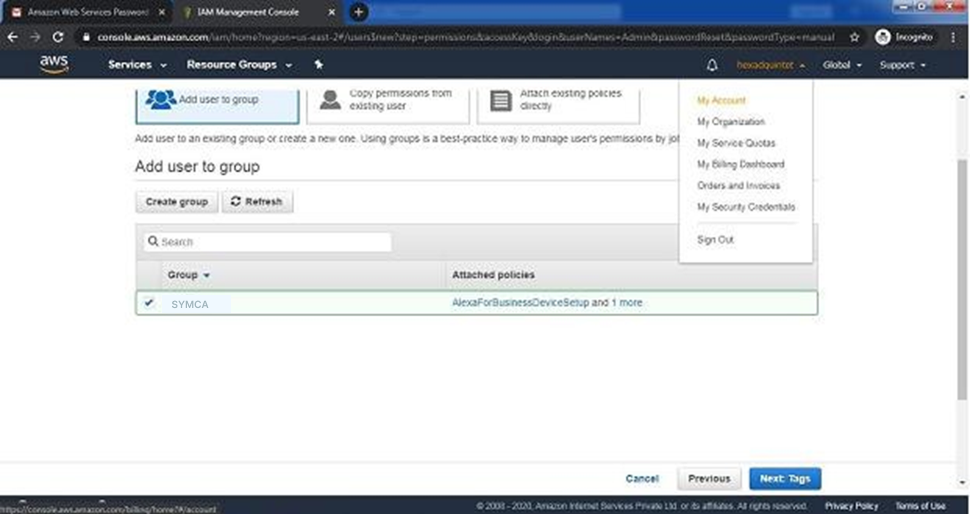 Amazon Web Services Password
IAM Management Console
console.aws.amazon.com/iam/home?region=us-east-2#/users$new?step=permissions&accessKey&login&userNames=Admin&passwordReset&passwordType=manual
Incognito
aws Services Resource Groups hexadquintet Global Support
Add user to group
Copy permissions from
existing user
Attach existing policies
directly
My Account
My Organization
My Service Quotas
My Billing Dashboard
Orders and Invoices
My Security Credentials
Sign Out
Add user to an existing group or create a new one. Using groups is a best-practice way to manage user's permissions by
Add user to group
Create group Refresh
Search
Group Attached policies
SYMCA AlexaForBusinessDeviceSetup and 1 more
Cancel Previous Next: Tags
https://console.aws.amazon.com/billing/home?#/account
© 2008 - 2020, Amazon Internet Services Private Ltd. or its affiliates. All rights reserved. Privacy Policy Terms of Use